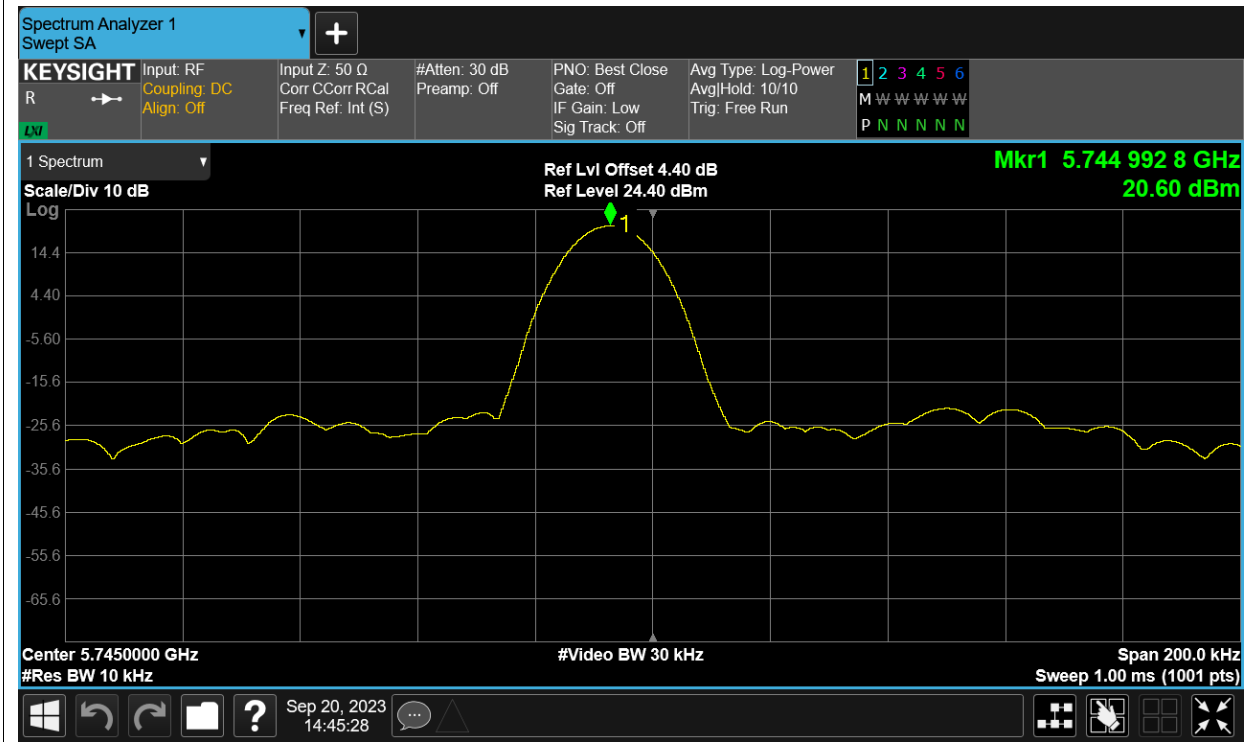 Spectrum Analyzer 1
Swept SA
KEYSIGHT
R
LXI
Input: RF
Coupling: DC
Align: Off
Input Z: 50 Ω
Corr CCorr RCal
Freq Ref: Int (S)
#Atten: 30 dB
Preamp: Off
PNO: Best Close
Gate: Off
IF Gain: Low
Sig Track: Off
Avg Type: Log-Power
Avg|Hold: 10/10
Trig: Free Run
1 2 3 4 5 6
M W W W W W
P N N N N N N
1 Spectrum
Scale/Div 10 dB
Ref Lvl Offset 4.40 dB
Ref Level 24.40 dBm
Mkr1 5.744 992 8 GHz
20.60 dBm
Log
1
14.4
4.40
-5.60
-15.6
-25.6
-35.6
-45.6
-55.6
-65.6
Center 5.7450000 GHz
#Video BW 30 kHz
Span 200.0 kHz
#Res BW 10 kHz
Sweep 1.00 ms (1001 pts)
?
Sep 20, 2023
14:45:28